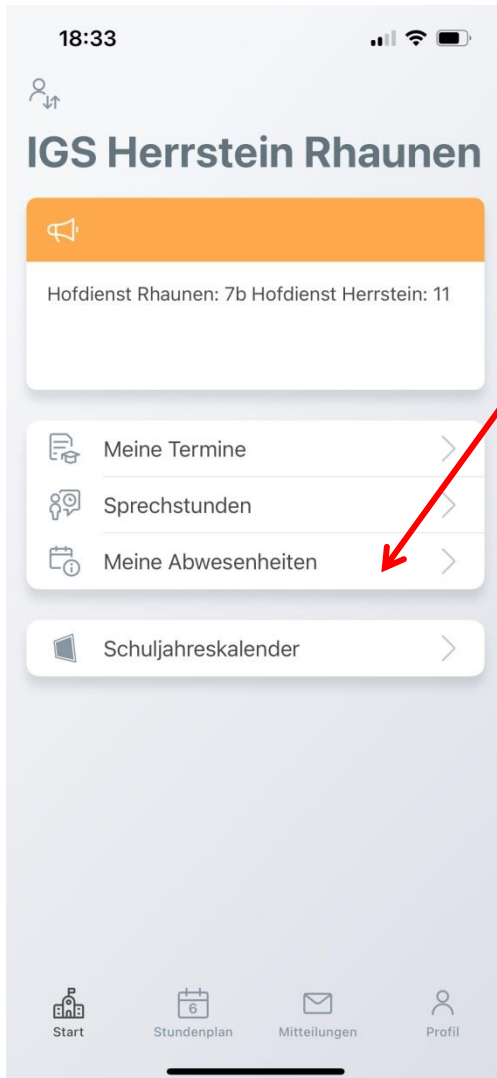 18:33
IGS Herrstein Rhaunen
Hofdienst Rhaunen: 7b Hofdienst Herrstein: 11
Meine Termine
Sprechstunden
Meine Abwesenheiten
Schuljahreskalender
6
Start Stundenplan Mitteilungen Profil